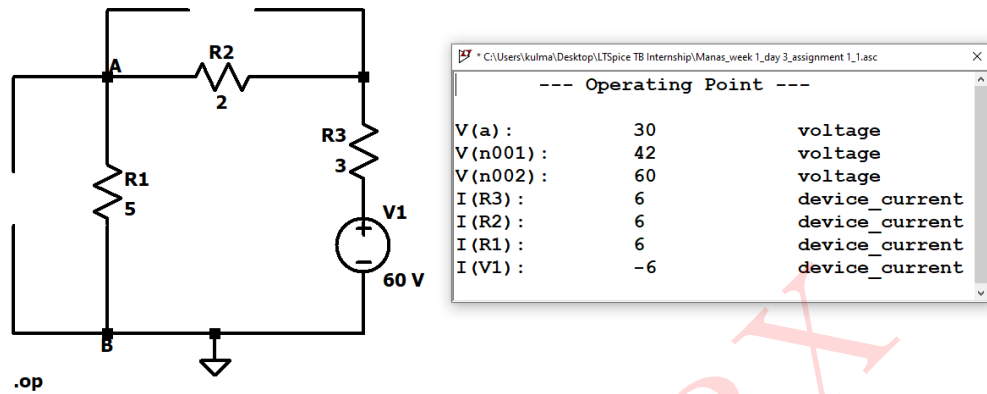 A
R2
2
R3
3
R1
5
V1
60 V
B
.op
* C:\Users\kulma\Desktop\LTSpice TB Internship\Manas_week 1_day 3_assignment 1_1.asc
--- Operating Point ---
V(a): 30 voltage
V(n001): 42 voltage
V(n002): 60 voltage
I(R3): 6 device_current
I(R2): 6 device_current
I(R1): 6 device_current
I(V1): -6 device_current